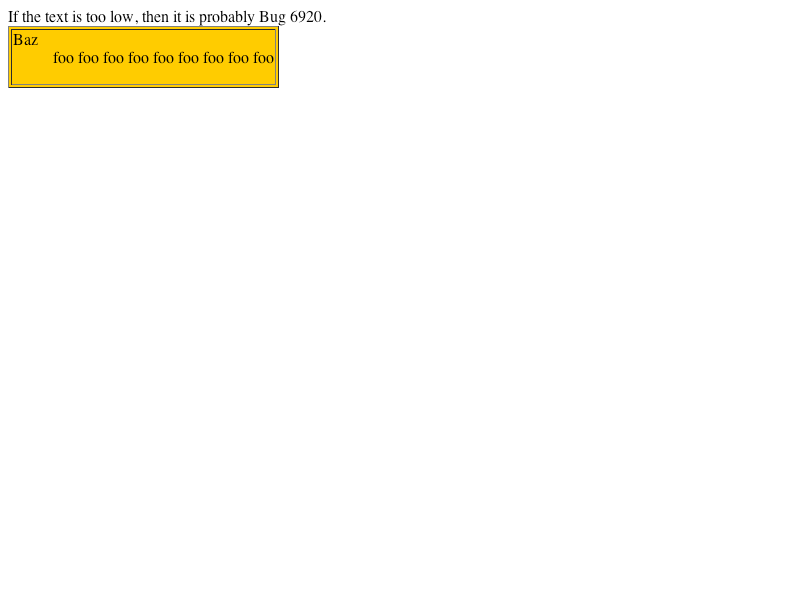 If the text is too low, then it is probably Bug 6920.
Baz
foo foo foo foo foo foo foo foo foo